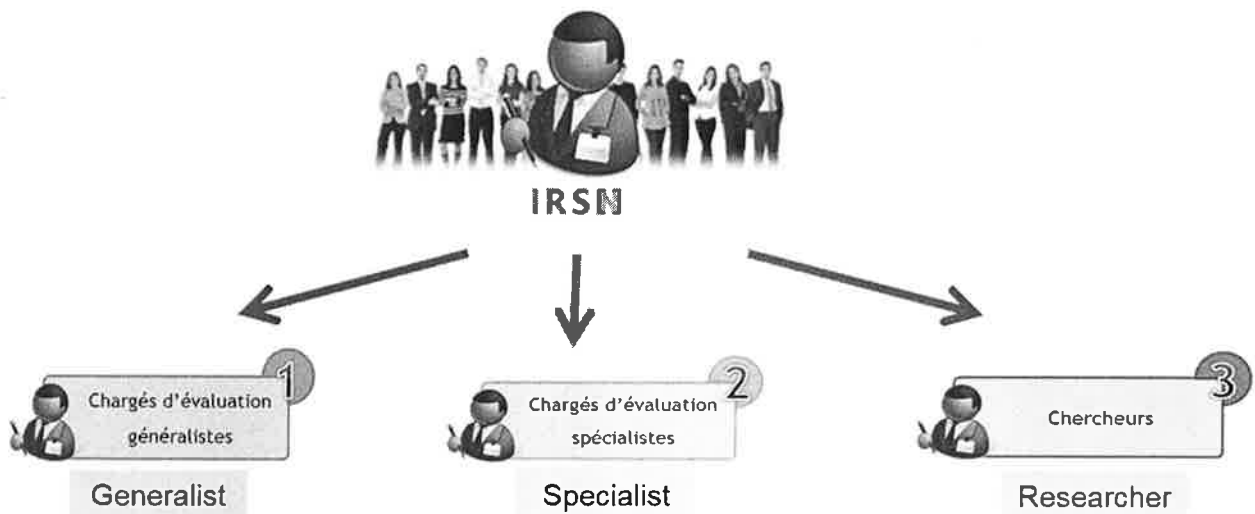 IRSN
1
Chargés d'évaluation
généralistes
Generalist
2
Chargés d'évaluation
spécialistes
Specialist
3
Chercheurs
Researcher